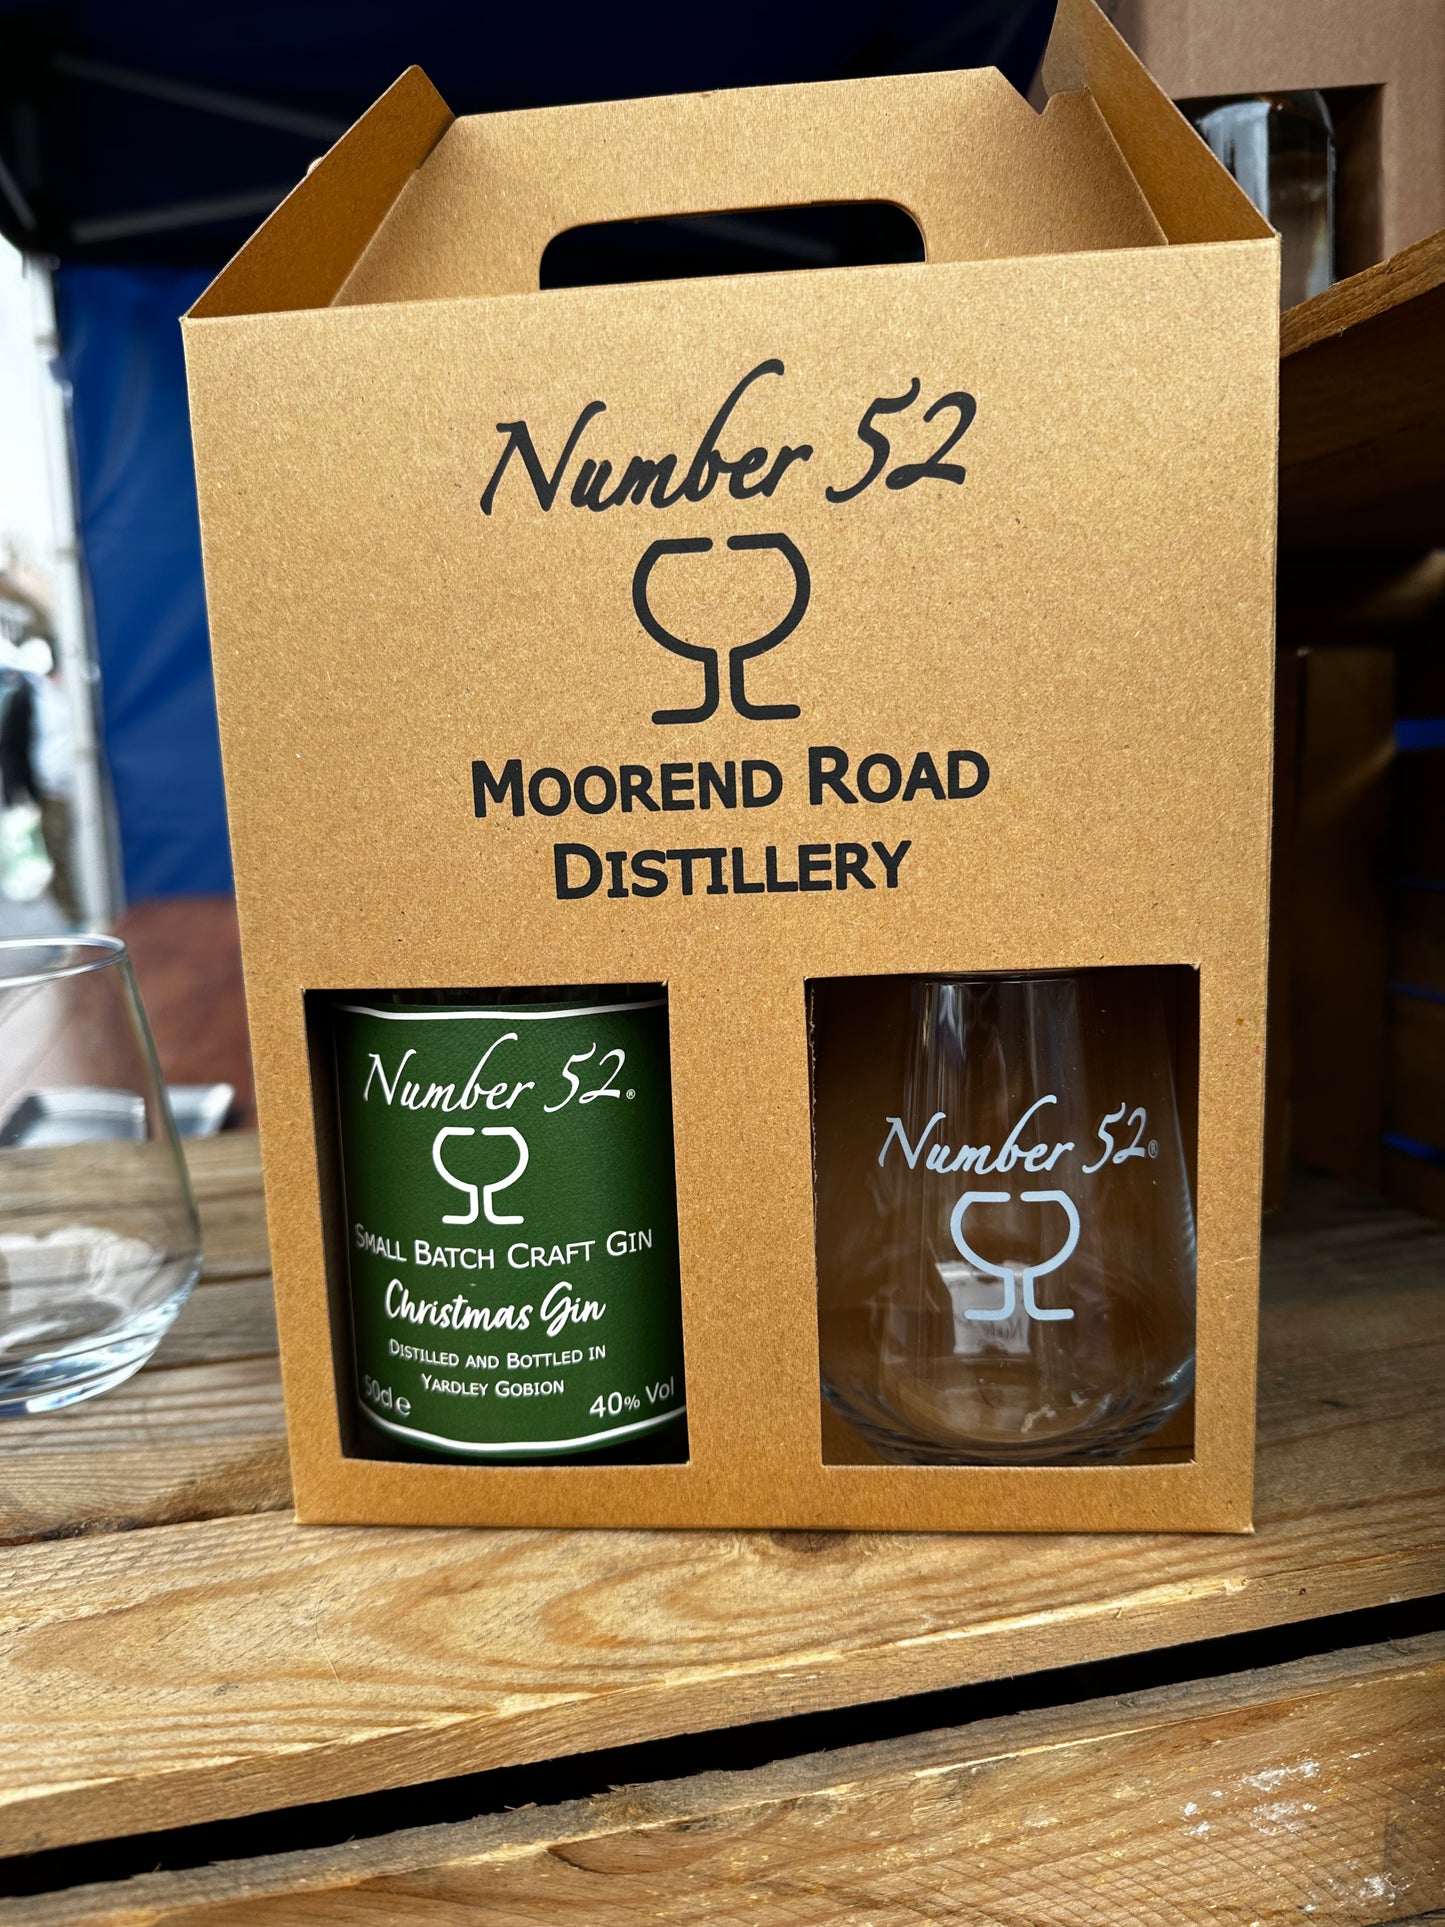 Number 52
MOOREND ROAD
DISTILLERY
Number 52®
SMALL BATCH CRAFT GIN
Christmas Gin
DISTILLED AND BOTTLED IN
YARDLEY GOBION
50cl e
40% Vol
Number 52®